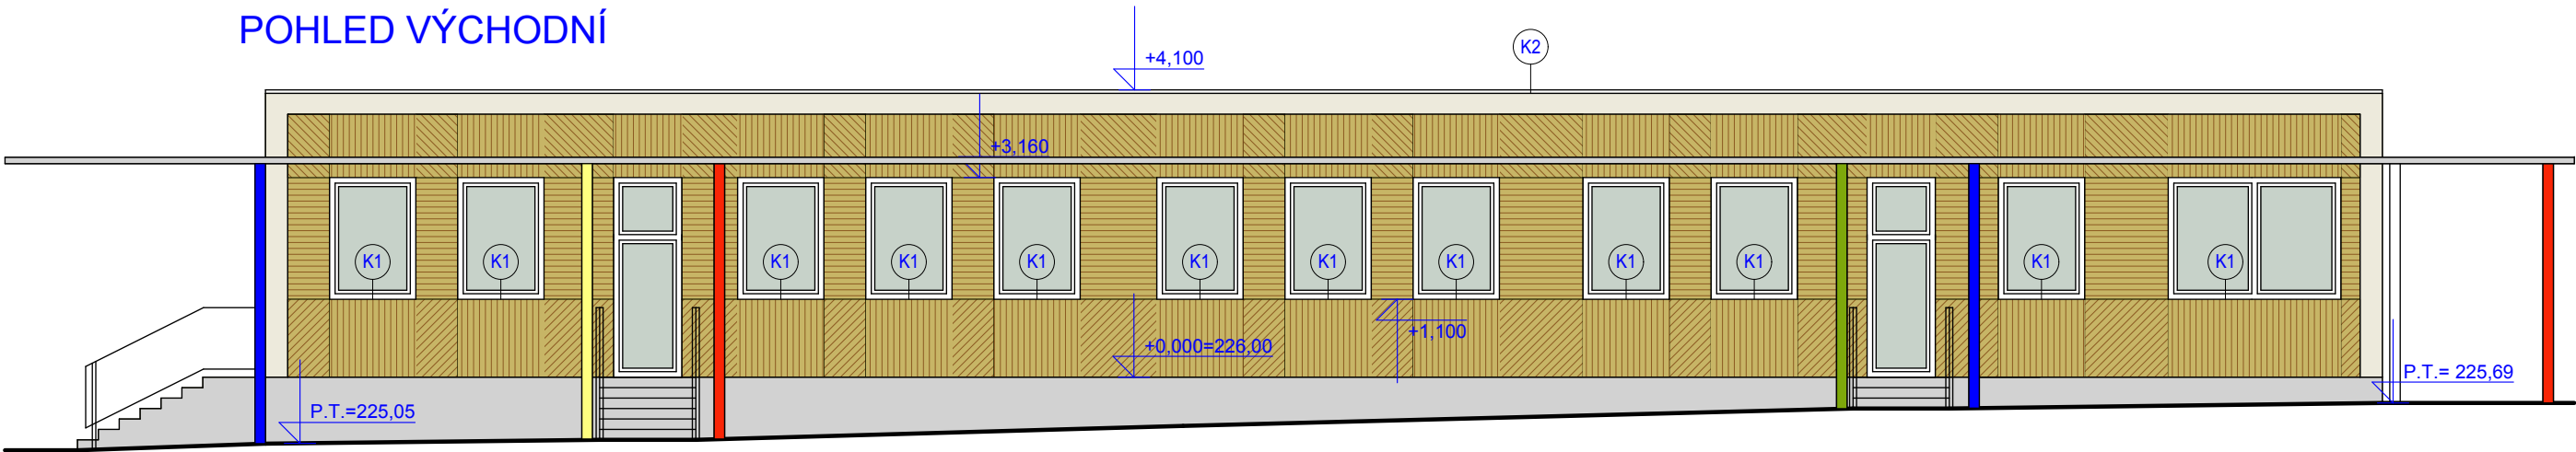 POHLED VÝCHODNÍ
K2
+4,100
+3,160
K1 K1 K1 K1 K1 K1 K1 K1 K1 K1 K1 K1
+1,100
+0,000=226,00
P.T.= 225,69
P.T.=225,05